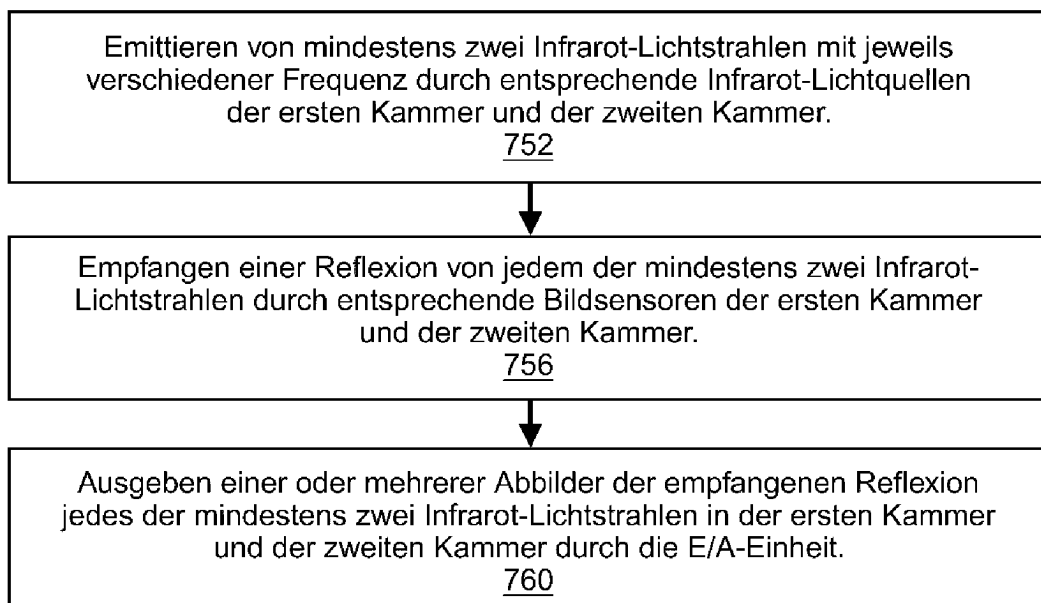 Emittieren von mindestens zwei Infrarot-Lichtstrahlen mit jeweils
verschiedener Frequenz durch entsprechende Infrarot-Lichtquellen
der ersten Kammer und der zweiten Kammer.
752
Empfangen einer Reflexion von jedem der mindestens zwei Infrarot-
Lichtstrahlen durch entsprechende Bildsensoren der ersten Kammer
und der zweiten Kammer.
756
Ausgeben einer oder mehrerer Abbilder der empfangenen Reflexion
jedes der mindestens zwei Infrarot-Lichtstrahlen in der ersten Kammer
und der zweiten Kammer durch die E/A-Einheit.
760